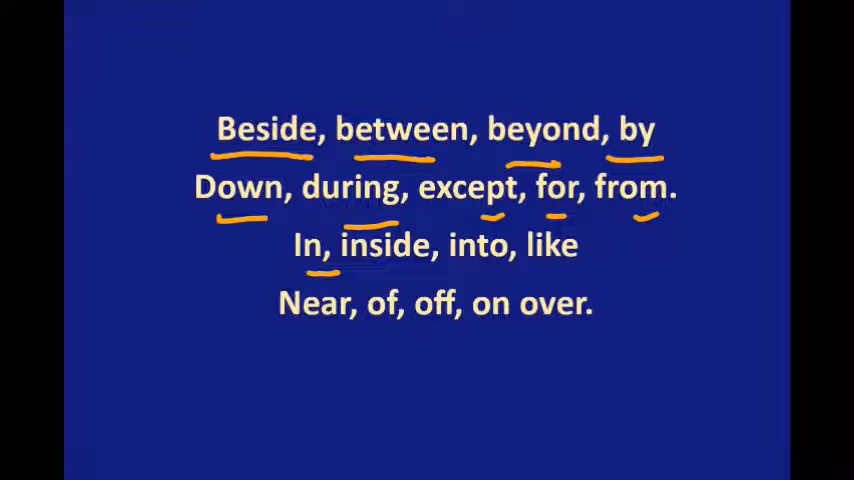 Beside, between, beyond, by
Down, during, except, for, from.
In, inside, into, like
Near, of, off, on over.